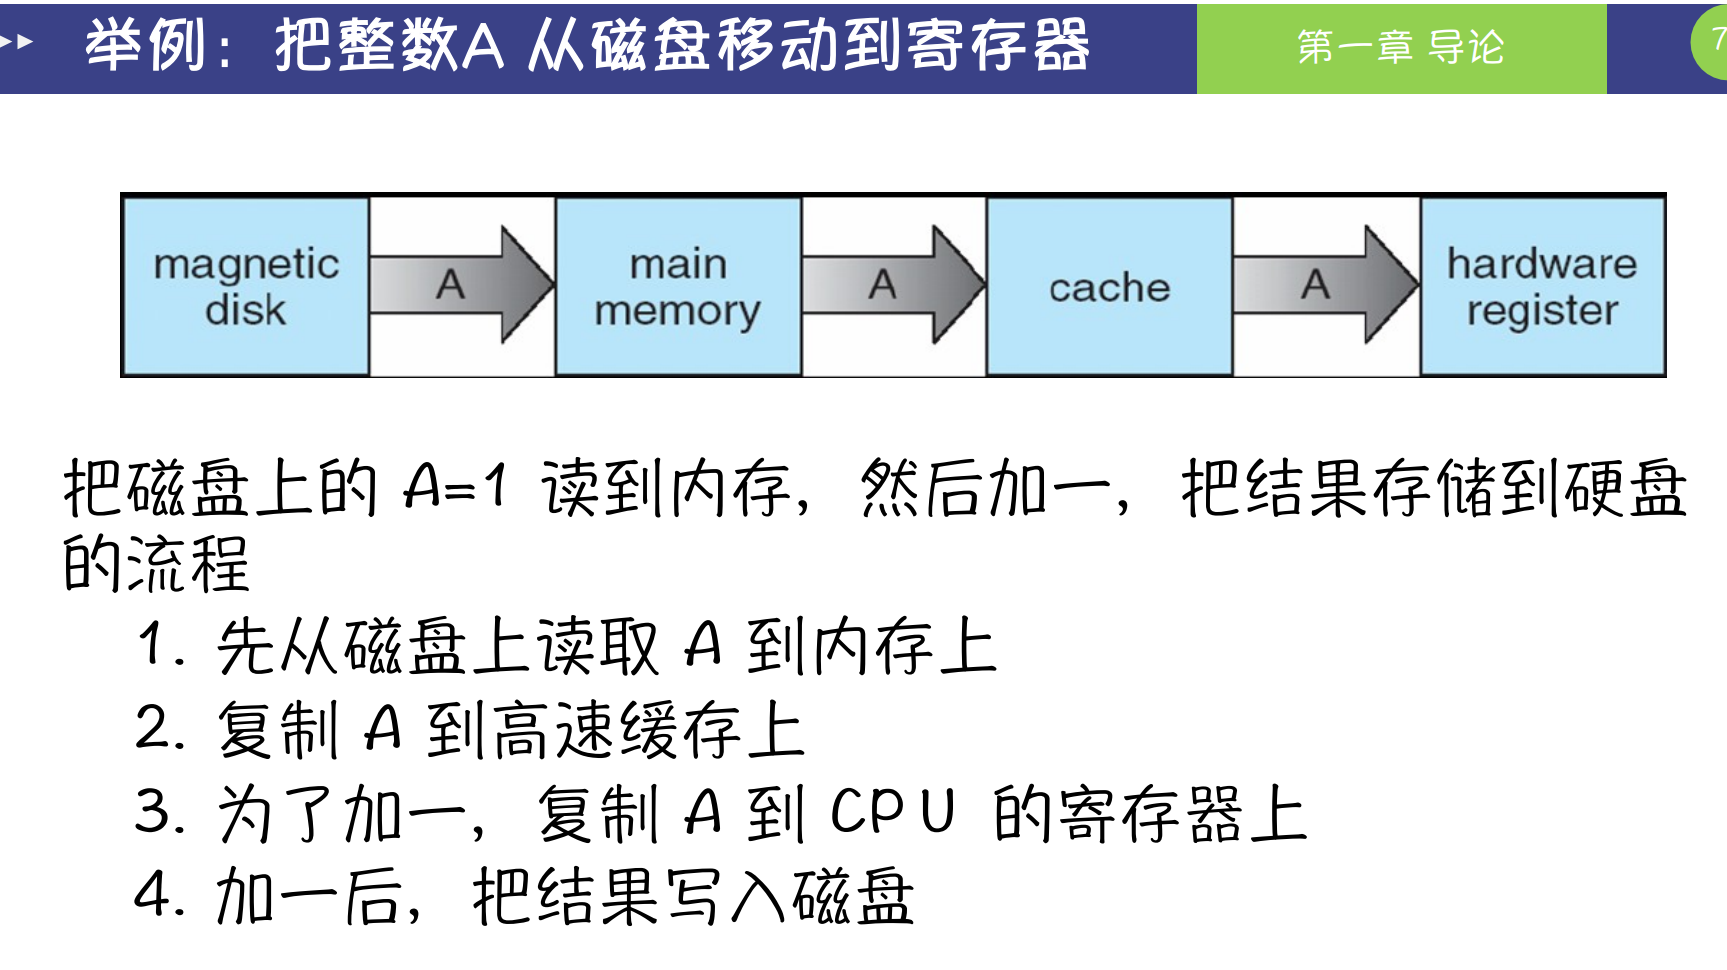 举例：把整数A 从磁盘移动到寄存器
第一章 导论
7
magnetic
disk
A
main
memory
A
cache
A
hardware
register
把磁盘上的 A=1 读到内存，然后加一，把结果存储到硬盘
的流程
1. 先从磁盘上读取 A 到内存上
2. 复制 A 到高速缓存上
3. 为了加一，复制 A 到 CPU 的寄存器上
4. 加一后，把结果写入磁盘